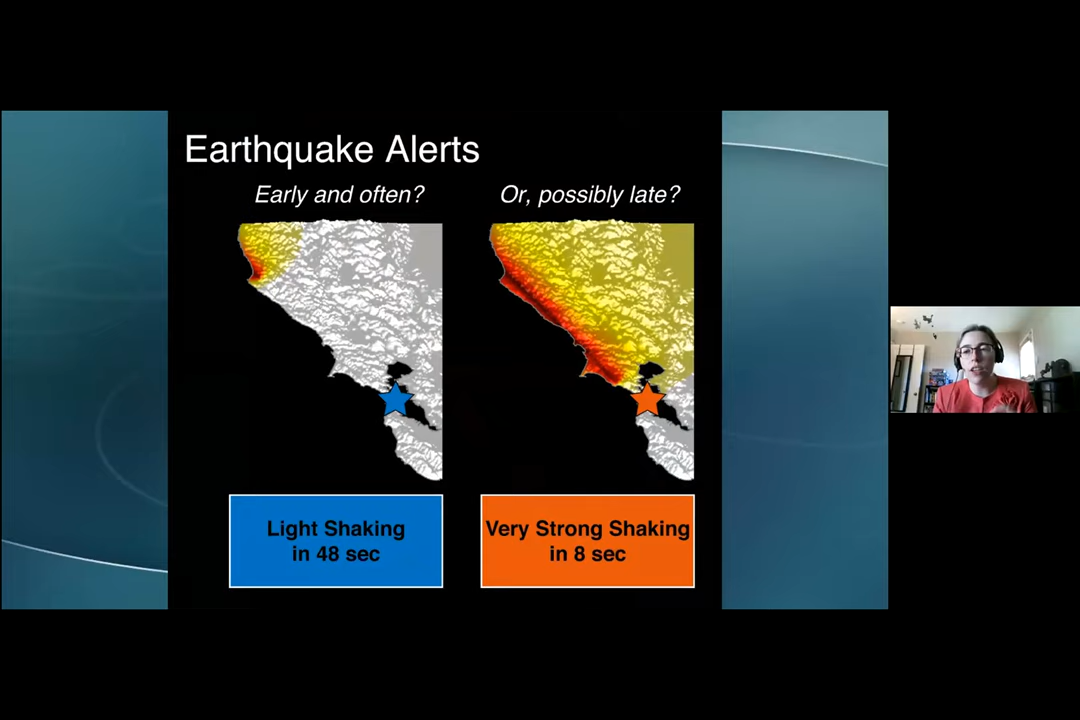 Earthquake Alerts
Early and often?
Or, possibly late?
Light Shaking
in 48 sec
Very Strong Shaking
in 8 sec